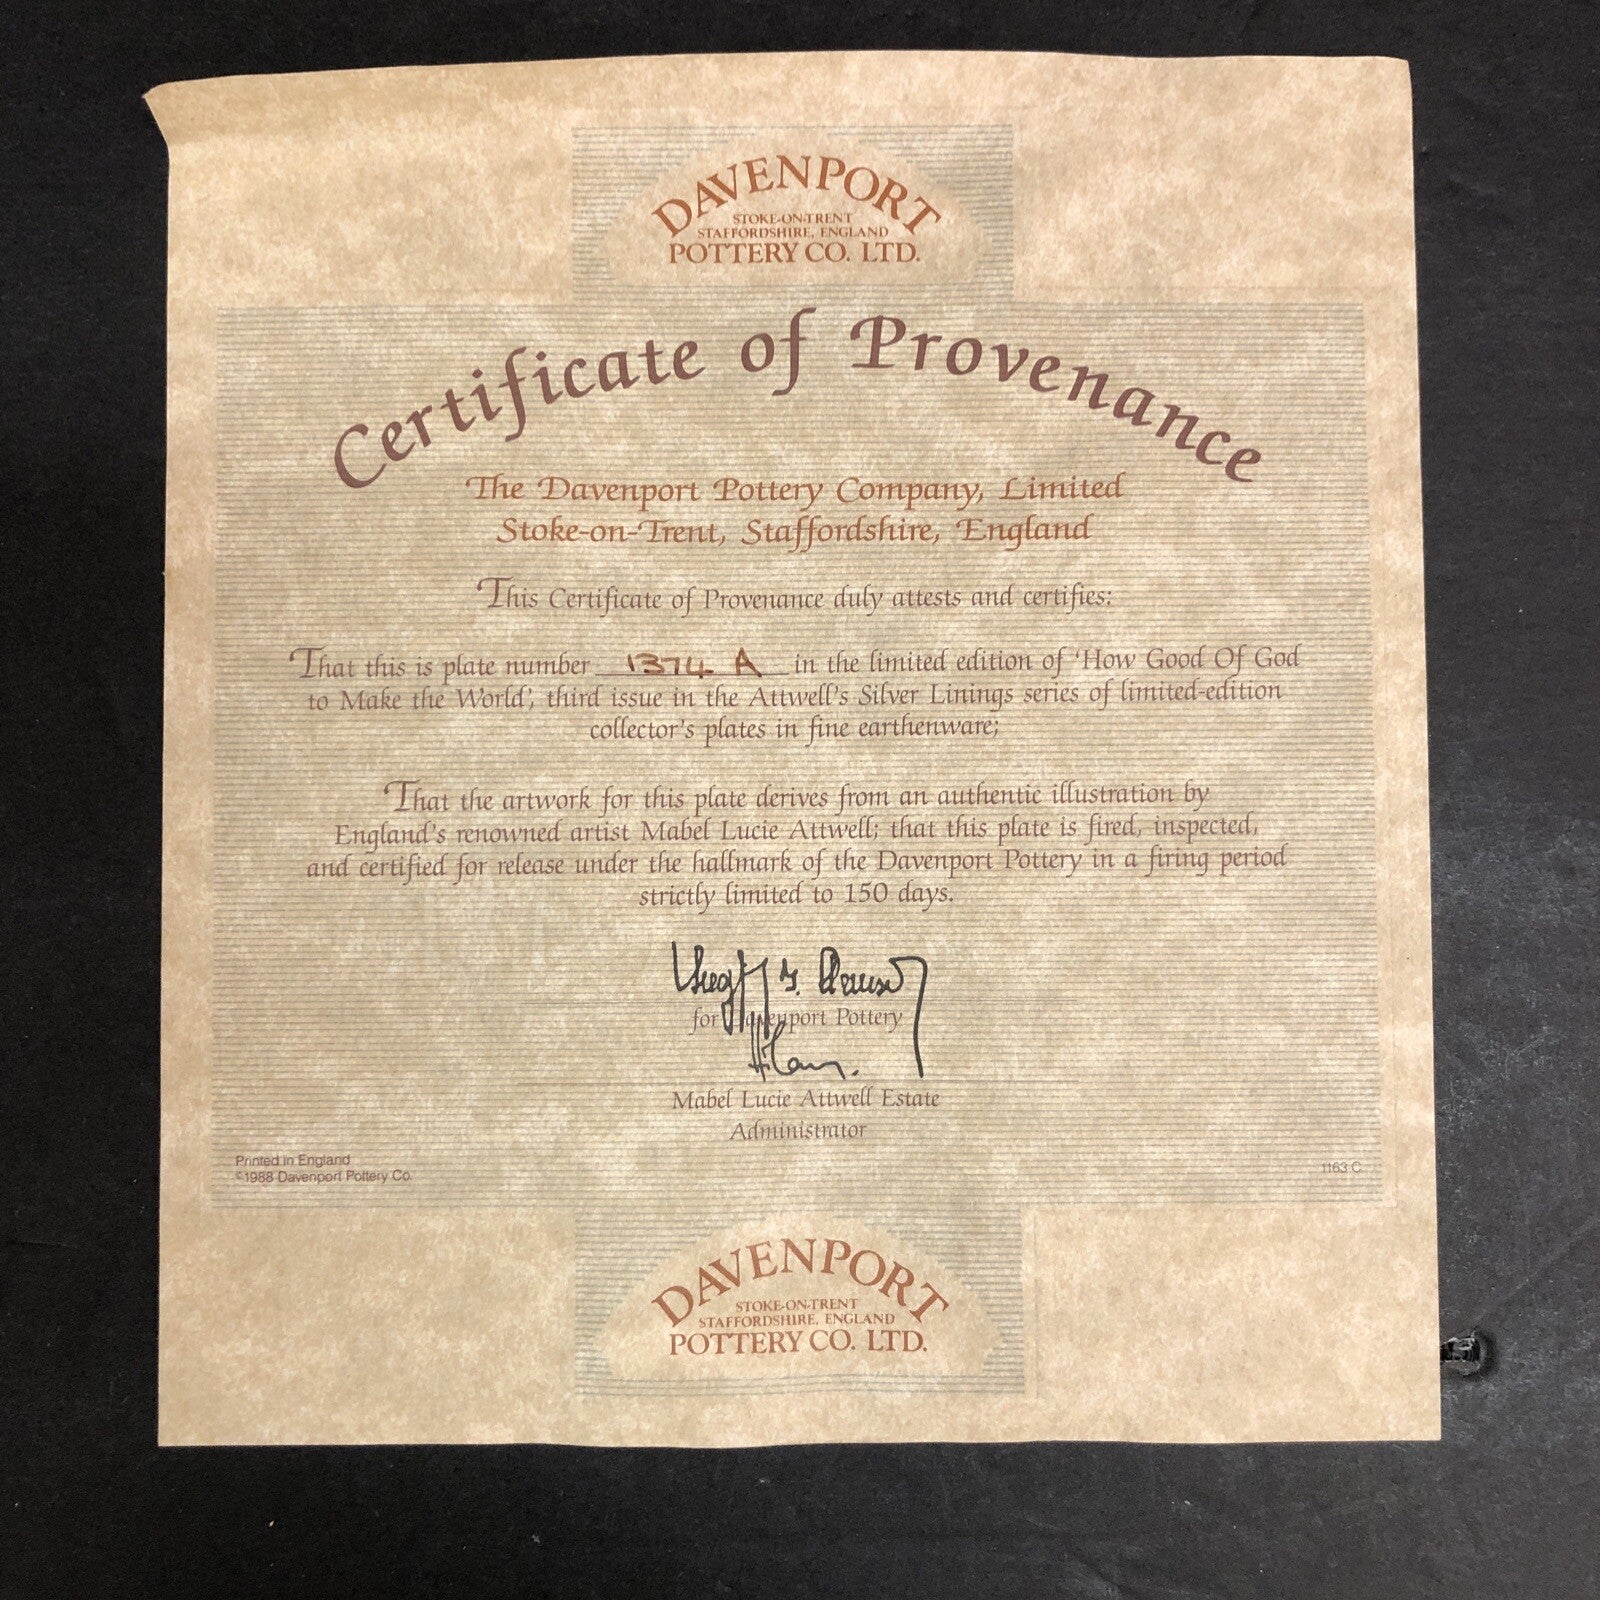 DAVENPORT
STOKE-ON-TRENT
STAFFORDSHIRE, ENGLAND
POTTERY CO. LTD.
Certificate of Provenance
The Davenport Pottery Company, Limited
Stoke-on-Trent, Staffordshire, England
This Certificate of Provenance duly attests and certifies:
That this is plate number 1374 A in the limited edition of 'How Good Of God
to Make the World', third issue in the Attwell's Silver Linings series of limited-edition
collector's plates in fine earthenware;
That the artwork for this plate derives from an authentic illustration by
England's renowned artist Mabel Lucie Attwell; that this plate is fired, inspected,
and certified for release under the hallmark of the Davenport Pottery in a firing period
strictly limited to 150 days.
for Davenport Pottery
Mabel Lucie Attwell Estate
Administrator
Printed in England
©1988 Davenport Pottery Co.
1163 C
DAVENPORT
STOKE-ON-TRENT
STAFFORDSHIRE, ENGLAND
POTTERY CO. LTD.